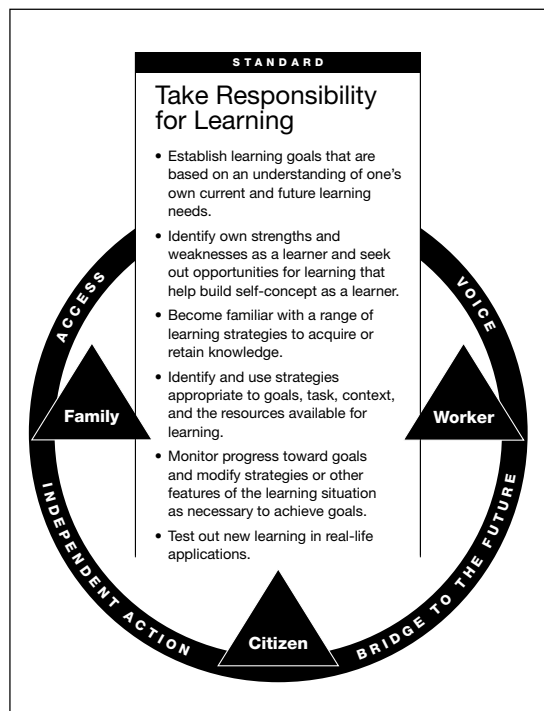 STANDARD
Take Responsibility
for Learning
• Establish learning goals that are
based on an understanding of one's
own current and future learning
needs.
• Identify own strengths and
weaknesses as a learner and seek
out opportunities for learning that
help build self-concept as a learner.
• Become familiar with a range of
learning strategies to acquire or
retain knowledge.
• Identify and use strategies
appropriate to goals, task, context,
and the resources available for
learning.
• Monitor progress toward goals
and modify strategies or other
features of the learning situation
as necessary to achieve goals.
• Test out new learning in real-life
applications.
ACCESS
VOICE
Family
Worker
INDEPENDENT ACTION
BRIDGE TO THE FUTURE
Citizen